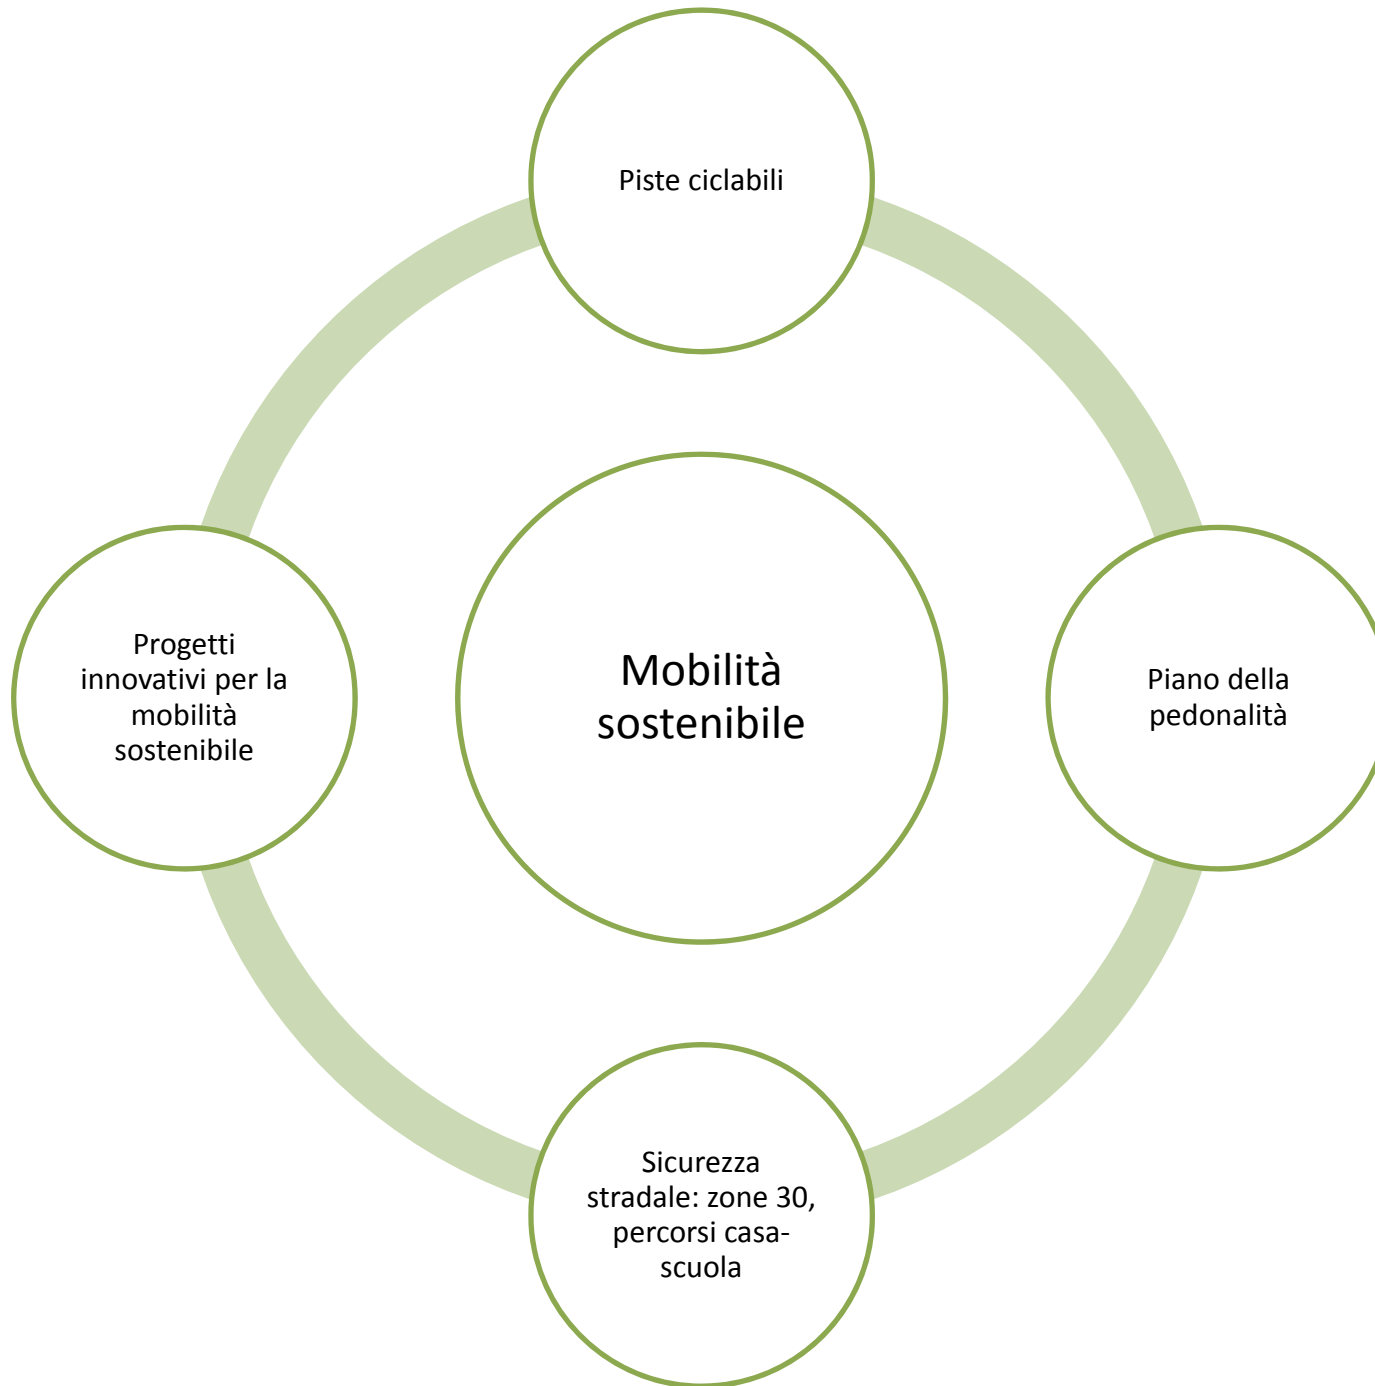 Piste ciclabili
Progetti
innovativi per la
mobilità
sostenibile
Mobilità
sostenibile
Piano della
pedonalità
Sicurezza
stradale: zone 30,
percorsi casa-
scuola